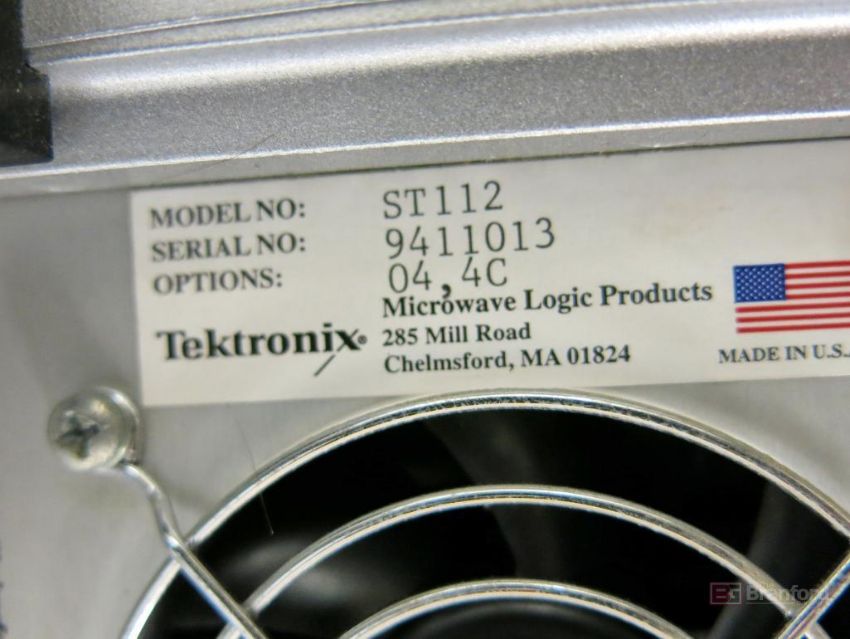 MODEL NO: ST112
SERIAL NO: 9411013
OPTIONS: 04,4C
Microwave Logic Products
Tektronix® 285 Mill Road
Chelmsford, MA 01824
MADE IN U.S.
Branford